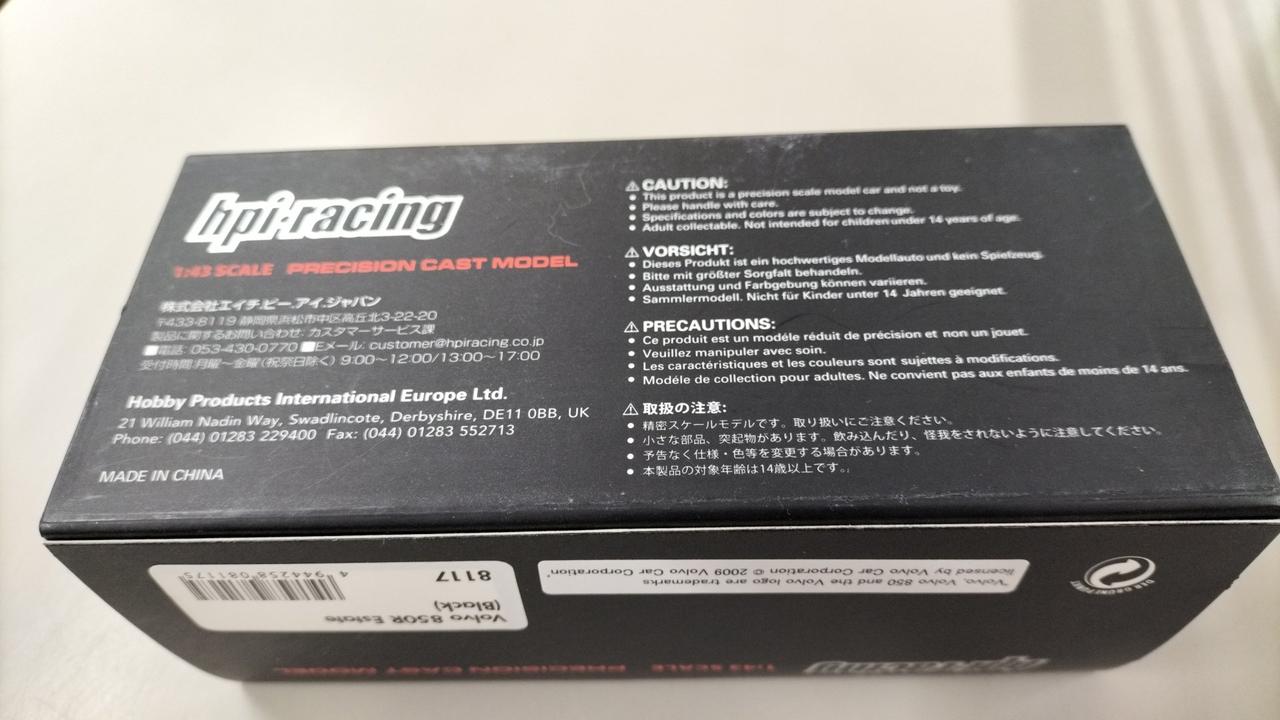 hpi·racing
1:43 SCALE PRECISION CAST MODEL
株式会社エイチ.ピー.アイ.ジャパン
〒433-8119 静岡県浜松市中区高丘北3-22-20
製品に関するお問い合わせ: カスタマーサービス課
■電話: 053-430-0770 ■Eメール: customer@hpiracing.co.jp
受付時間:月曜〜金曜(祝祭日除く) 9:00〜12:00/13:00〜17:00
Hobby Products International Europe Ltd.
21 William Nadin Way, Swadlincote, Derbyshire, DE11 0BB, UK
Phone: (044) 01283 229400 Fax: (044) 01283 552713
MADE IN CHINA
⚠ CAUTION:
• This product is a precision scale model car and not a toy.
• Please handle with care.
• Specifications and colors are subject to change.
• Adult collectable. Not intended for children under 14 years of age.
⚠ VORSICHT:
• Dieses Produkt ist ein hochwertiges Modellauto und kein Spielzeug.
• Bitte mit größter Sorgfalt behandeln.
• Ausstattung und Farbgebung können variieren.
• Sammlermodell. Nicht für Kinder unter 14 Jahren geeignet.
⚠ PRECAUTIONS:
• Ce produit est un modéle réduit de précision et non un jouet.
• Veuillez manipuler avec soin.
• Les caractéristiques et les couleurs sont sujettes à modifications.
• Modéle de collection pour adultes. Ne convient pas aux enfants de moins de 14 ans.
⚠ 取扱の注意:
• 精密スケールモデルです。取り扱いにご注意ください。
• 小さな部品、突起物があります。飲み込んだり、怪我をされないように注意してください。
• 予告なく仕様・色等を変更する場合があります。
• 本製品の対象年齢は14歳以上です。
Volvo 850R Estate
(Black)
8117
4 944258 081175
Volvo, Volvo 850 and the Volvo logo are trademarks
licensed by Volvo Car Corporation © 2009 Volvo Car Corporation"
DER GRÜNE PUNKT
hpi·racing
1:43 SCALE PRECISION CAST MODEL